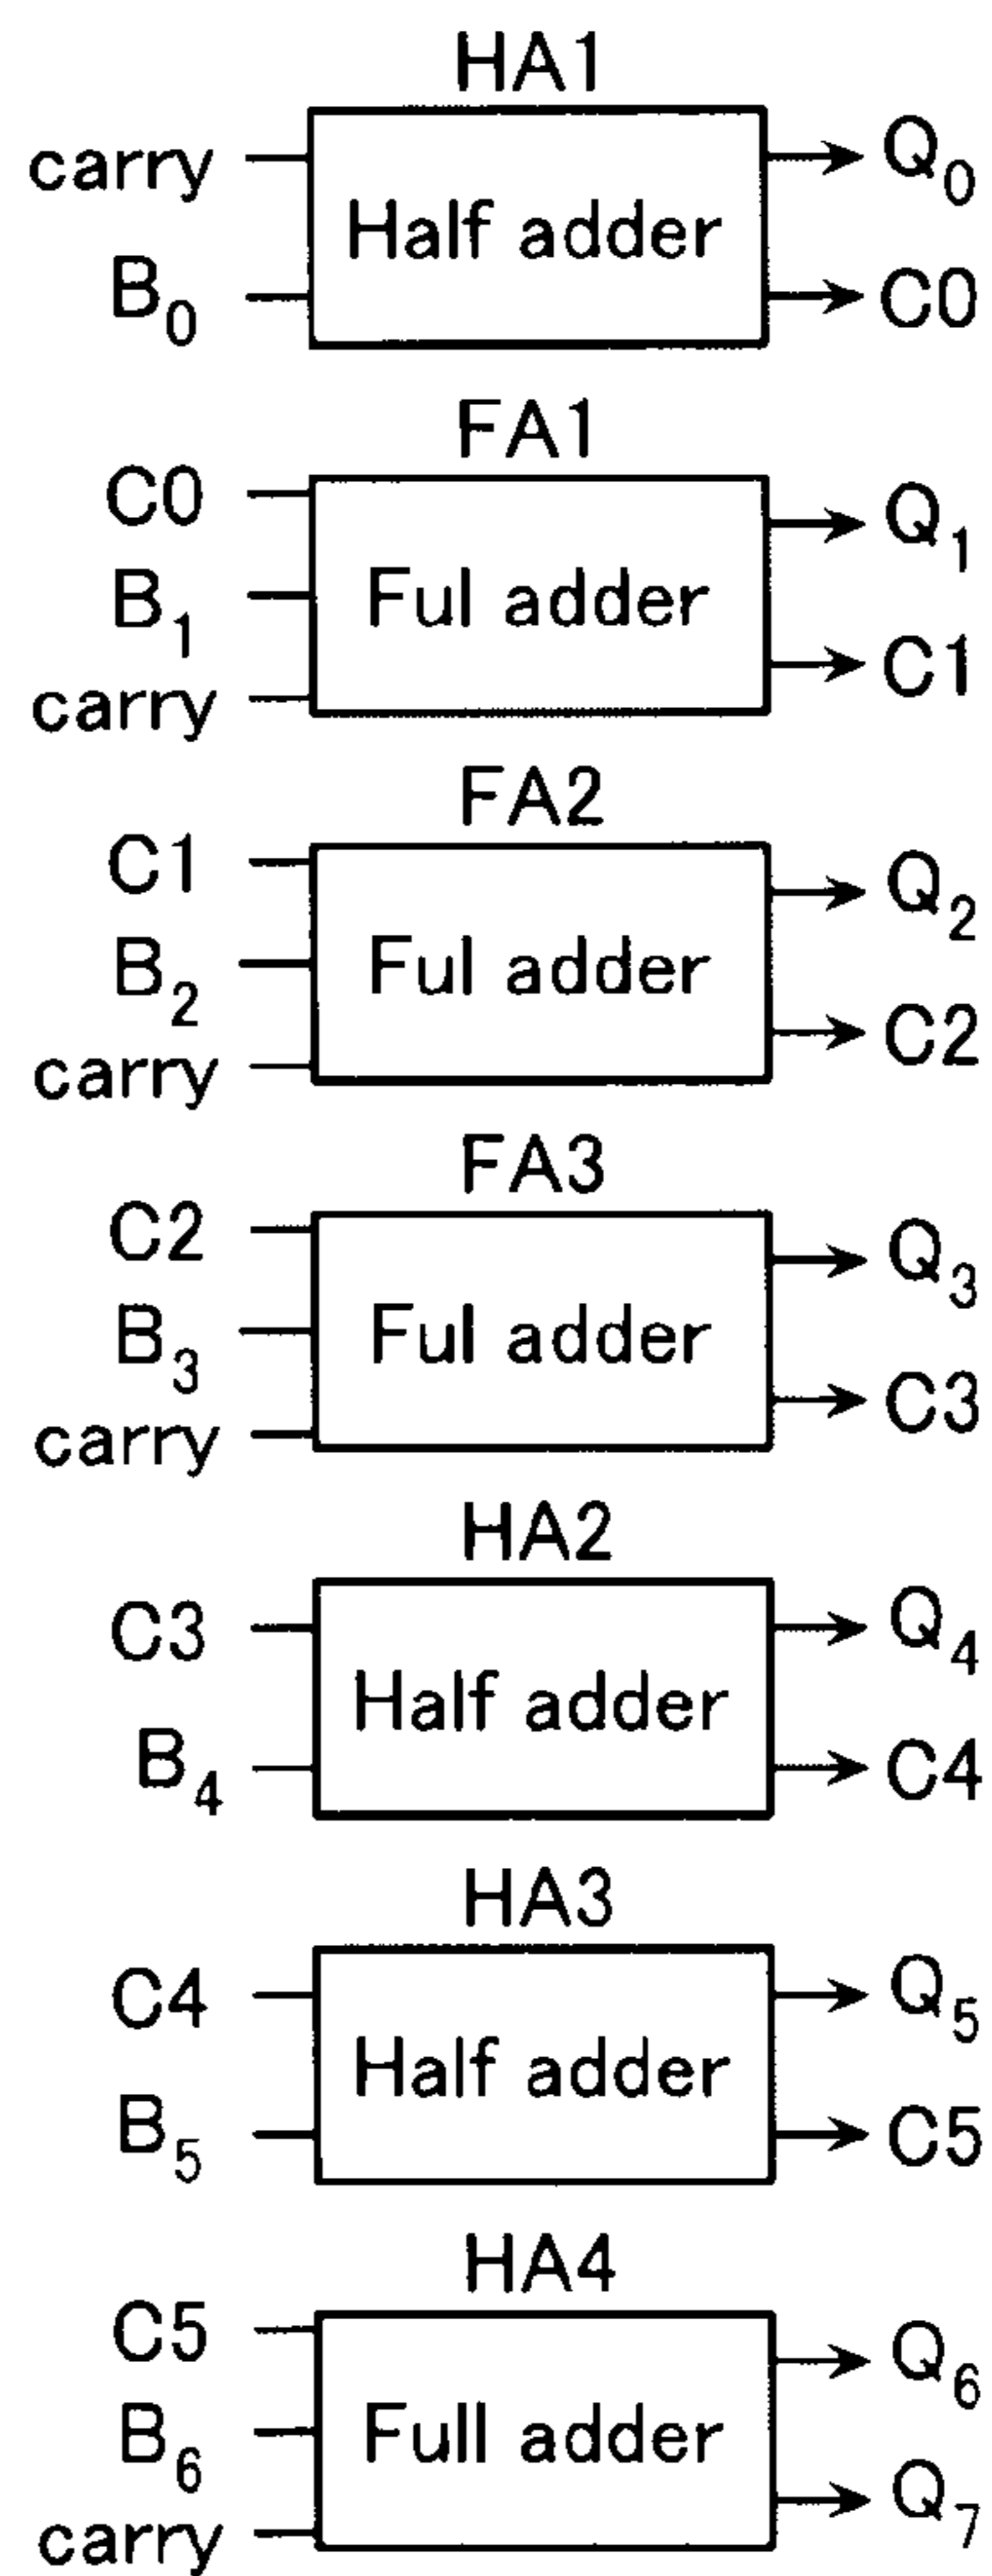 HA1
carry
B0
Half adder
Q0
C0
FA1
C0
B1
carry
Ful adder
Q1
C1
FA2
C1
B2
carry
Ful adder
Q2
C2
FA3
C2
B3
carry
Ful adder
Q3
C3
HA2
C3
B4
Half adder
Q4
C4
HA3
C4
B5
Half adder
Q5
C5
HA4
C5
B6
carry
Full adder
Q6
Q7